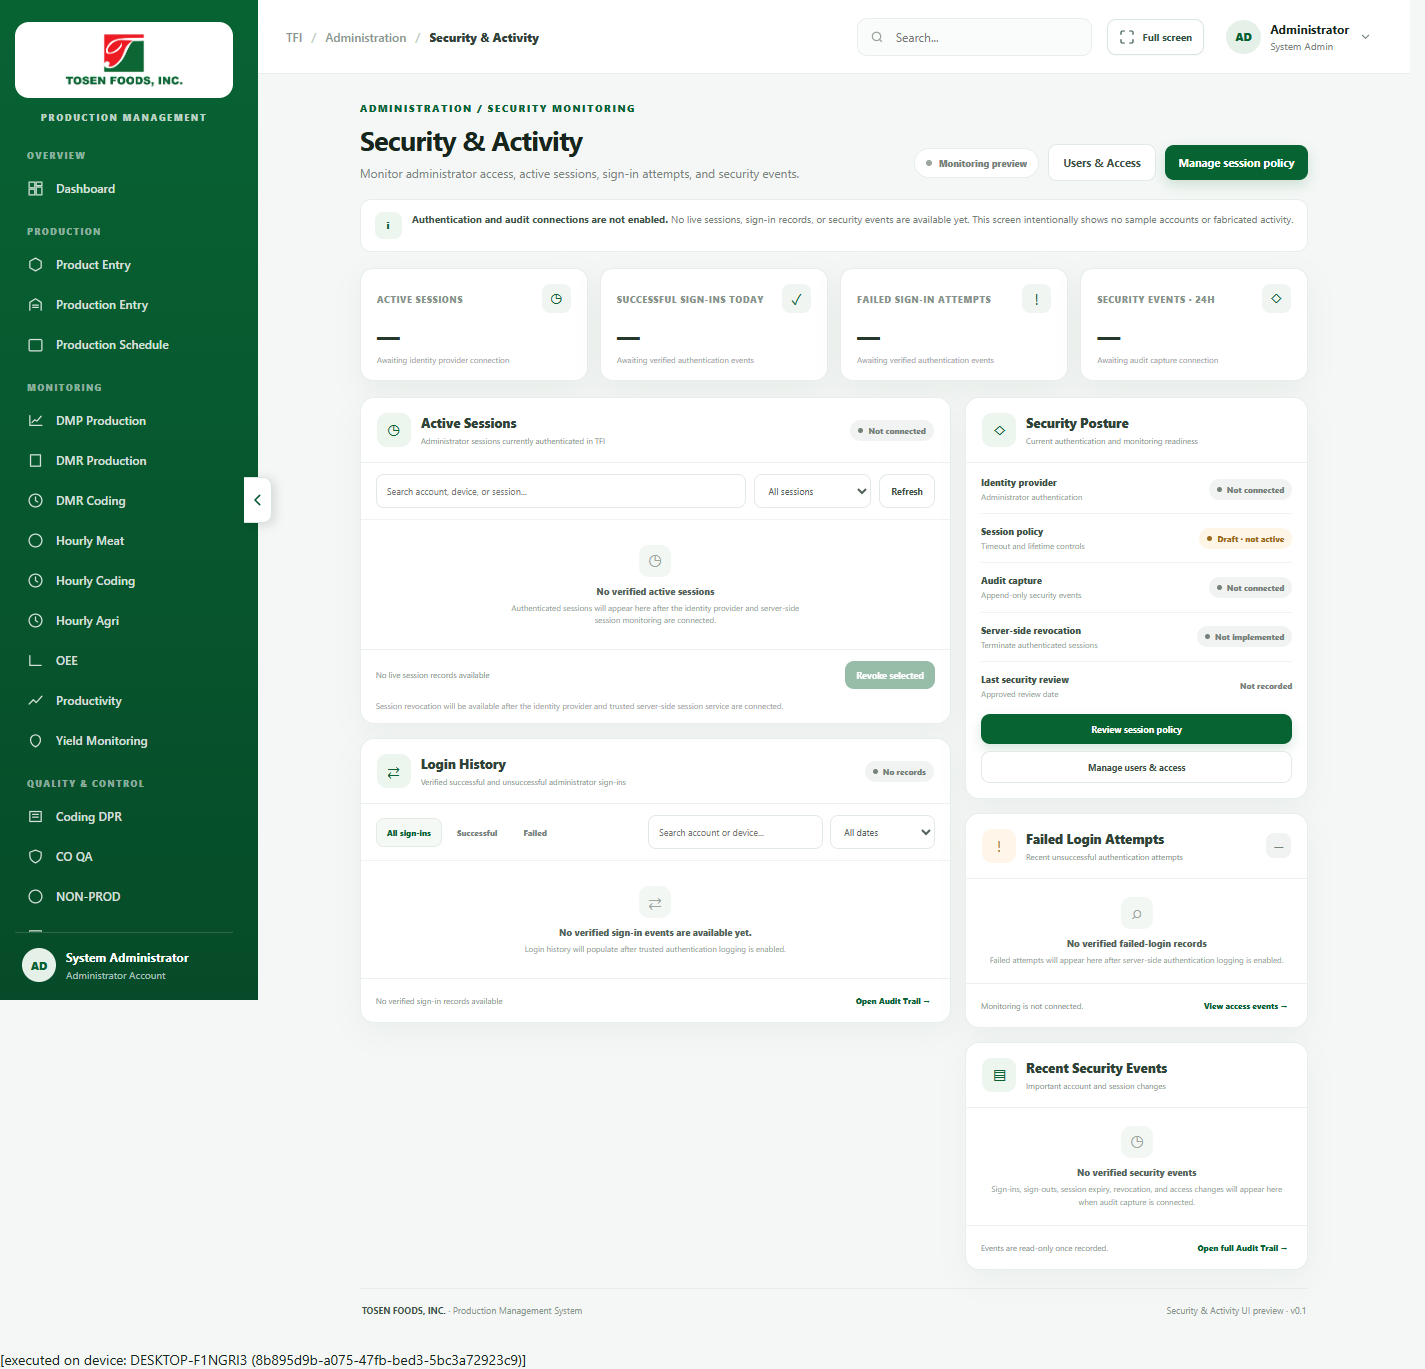 TOSEN FOODS, INC.
PRODUCTION MANAGEMENT
OVERVIEW
Dashboard
PRODUCTION
Product Entry
Production Entry
Production Schedule
MONITORING
DMP Production
DMR Production
DMR Coding
Hourly Meat
Hourly Coding
Hourly Agri
OEE
Productivity
Yield Monitoring
QUALITY & CONTROL
Coding DPR
CO QA
NON-PROD
AD
System Administrator
Administrator Account
TFI / Administration / Security & Activity
Search...
Full screen
AD
Administrator
System Admin
ADMINISTRATION / SECURITY MONITORING
Security & Activity
Monitor administrator access, active sessions, sign-in attempts, and security events.
Monitoring preview
Users & Access
Manage session policy
i
Authentication and audit connections are not enabled. No live sessions, sign-in records, or security events are available yet. This screen intentionally shows no sample accounts or fabricated activity.
ACTIVE SESSIONS
—
Awaiting identity provider connection
SUCCESSFUL SIGN-INS TODAY
✓
—
Awaiting verified authentication events
FAILED SIGN-IN ATTEMPTS
!
—
Awaiting verified authentication events
SECURITY EVENTS · 24H
◇
—
Awaiting audit capture connection
Active Sessions
Administrator sessions currently authenticated in TFI
Not connected
Search account, device, or session...
All sessions
Refresh
No verified active sessions
Authenticated sessions will appear here after the identity provider and server-side
session monitoring are connected.
No live session records available
Revoke selected
Session revocation will be available after the identity provider and trusted server-side session service are connected.
Login History
Verified successful and unsuccessful administrator sign-ins
No records
All sign-ins
Successful
Failed
Search account or device...
All dates
No verified sign-in events are available yet.
Login history will populate after trusted authentication logging is enabled.
No verified sign-in records available
Open Audit Trail →
Security Posture
Current authentication and monitoring readiness
Identity provider
Administrator authentication
Not connected
Session policy
Timeout and lifetime controls
Draft · not active
Audit capture
Append-only security events
Not connected
Server-side revocation
Terminate authenticated sessions
Not implemented
Last security review
Approved review date
Not recorded
Review session policy
Manage users & access
!
Failed Login Attempts
Recent unsuccessful authentication attempts
—
No verified failed-login records
Failed attempts will appear here after server-side authentication logging is enabled.
Monitoring is not connected.
View access events →
Recent Security Events
Important account and session changes
No verified security events
Sign-ins, sign-outs, session expiry, revocation, and access changes will appear here
when audit capture is connected.
Events are read-only once recorded.
Open full Audit Trail →
TOSEN FOODS, INC. · Production Management System
Security & Activity UI preview · v0.1
[executed on device: DESKTOP-F1NGRI3 (8b895d9b-a075-47fb-bed3-5bc3a72923c9)]